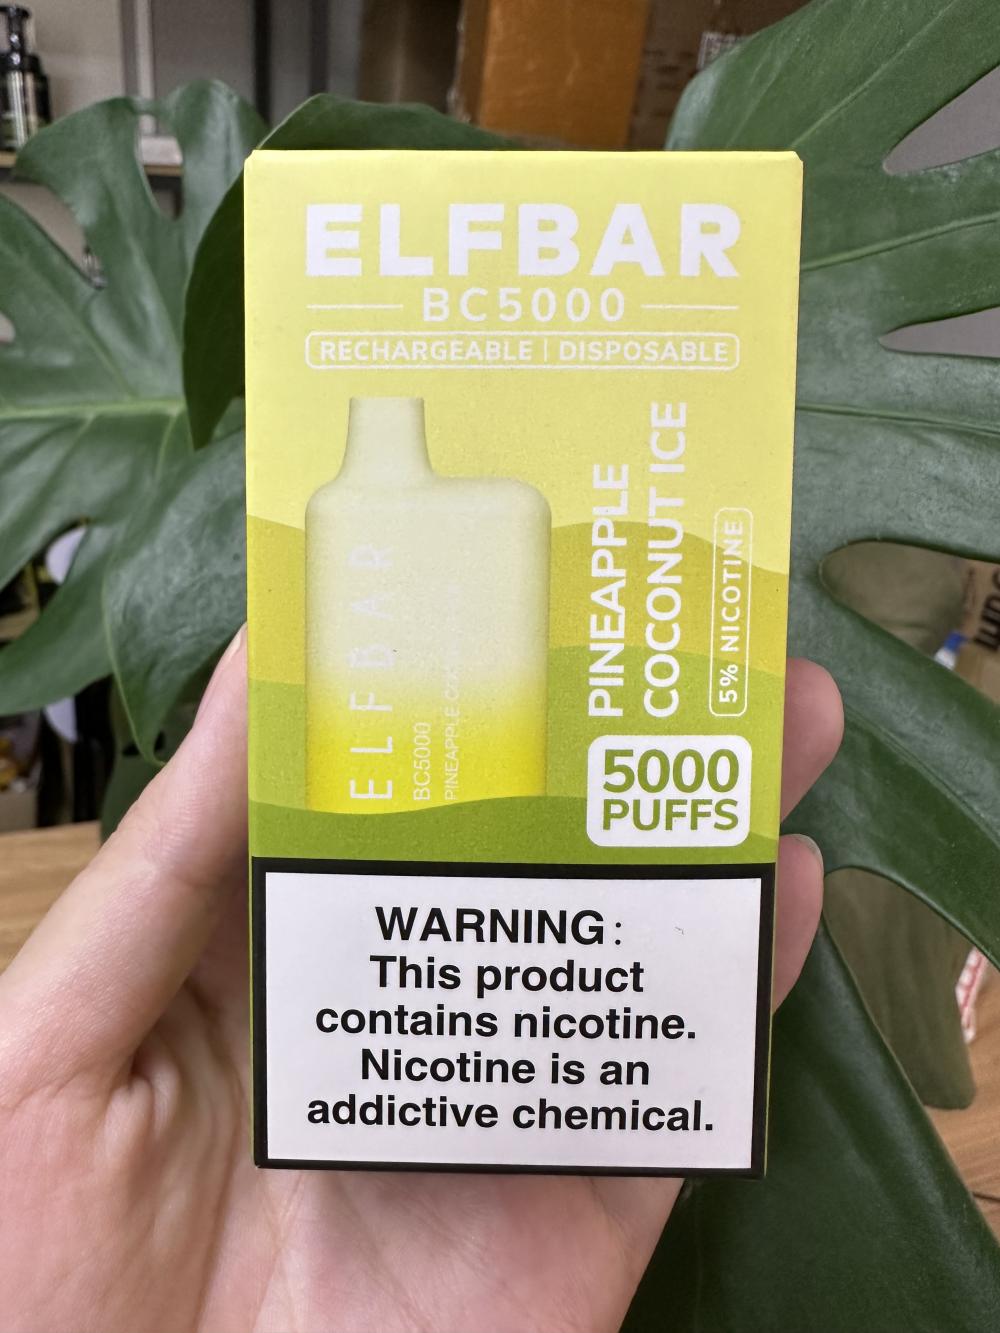 ELFBAR
BC5000
RECHARGEABLE | DISPOSABLE
PINEAPPLE
COCONUT ICE
5% NICOTINE
ELFBAR
BC5000
PINEAPPLE
5000
PUFFS
WARNING:
This product
contains nicotine.
Nicotine is an
addictive chemical.